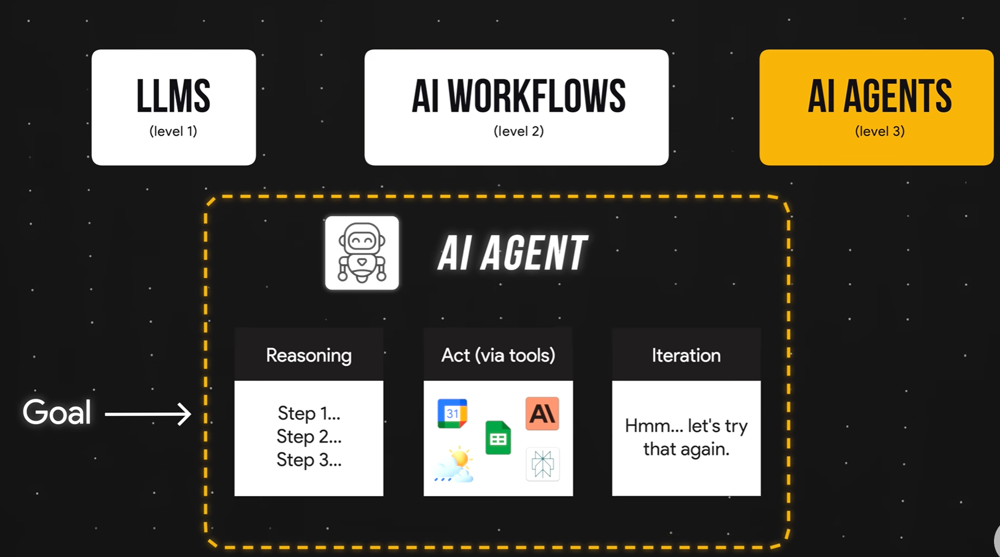 LLMS
(level 1)
AI WORKFLOWS
(level 2)
AI AGENTS
(level 3)
AI AGENT
Goal
Reasoning
Step 1...
Step 2...
Step 3...
Act (via tools)
31
A\
Iteration
Hmm... let's try
that again.